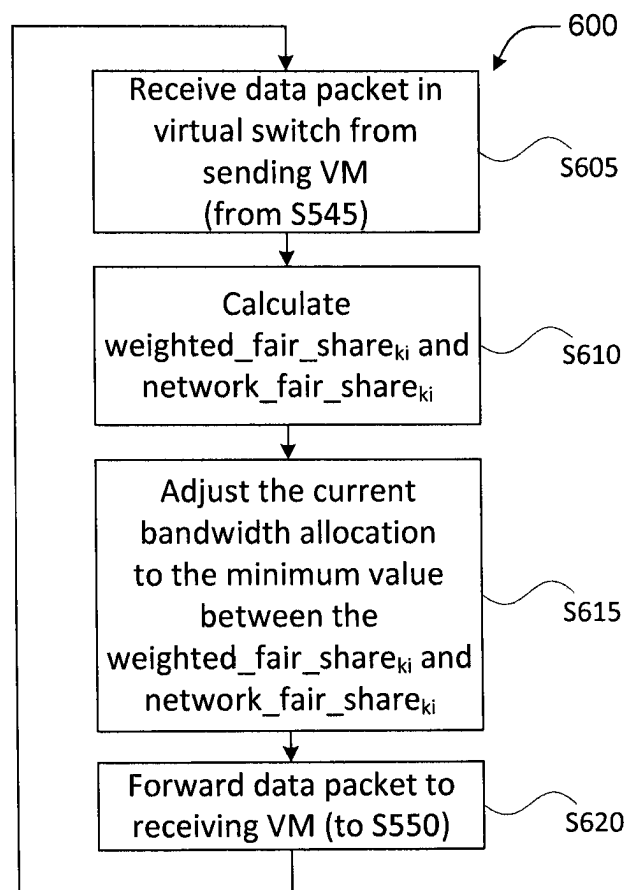 600
Receive data packet in
virtual switch from
sending VM
(from S545)
S605
Calculate
weighted_fair_shareₖᵢ and
network_fair_shareₖᵢ
S610
Adjust the current
bandwidth allocation
to the minimum value
between the
weighted_fair_shareₖᵢ and
network_fair_shareₖᵢ
S615
Forward data packet to
receiving VM (to S550)
S620